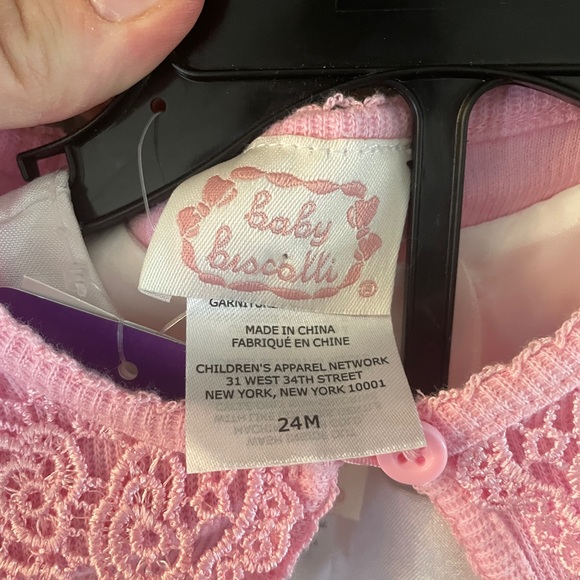 baby
biscotti
®
GARNITURE
MADE IN CHINA
FABRIQUÉ EN CHINE
CHILDREN'S APPAREL NETWORK
31 WEST 34TH STREET
NEW YORK, NEW YORK 10001
24M